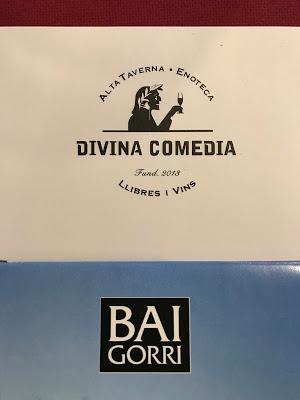 ALTA TAVERNA • ENOTECA
DIVINA COMEDIA
Fund. 2013
LLIBRES I VINS
BAI
GORRI